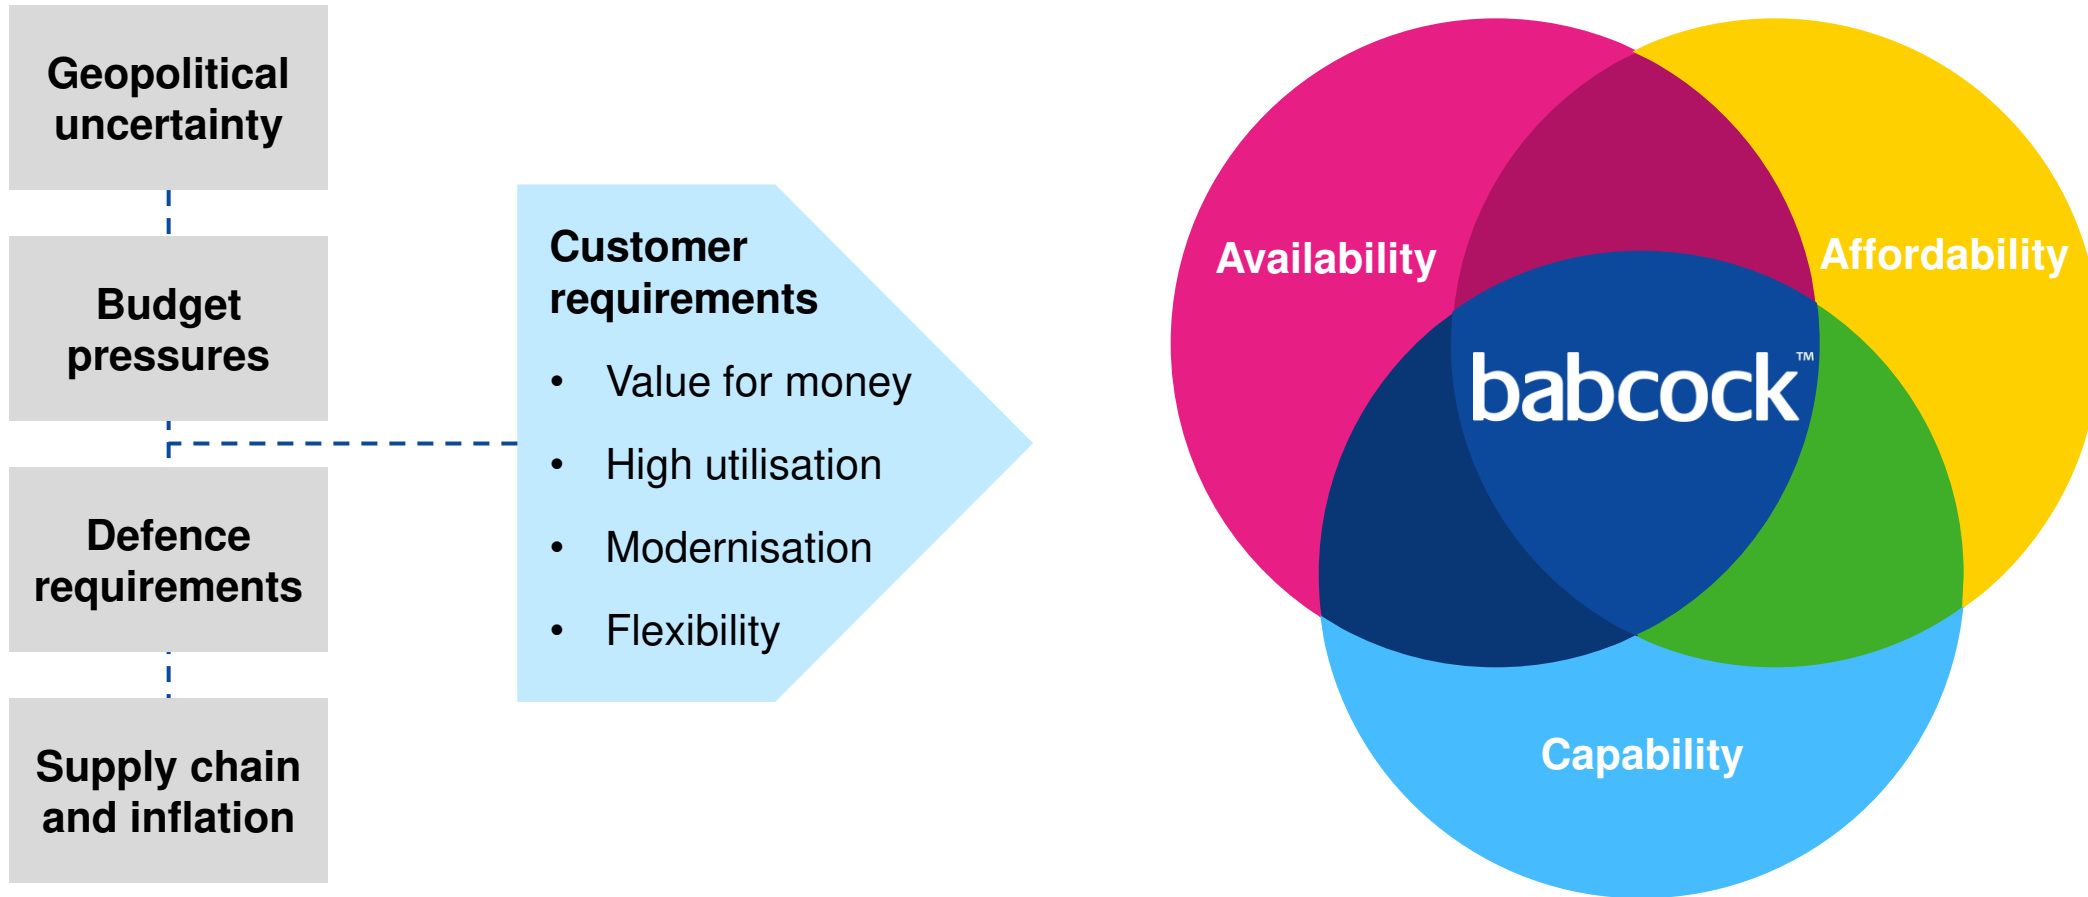 Geopolitical
uncertainty
Budget
pressures
Defence
requirements
Supply chain
and inflation
Customer
requirements
• Value for money
• High utilisation
• Modernisation
• Flexibility
Availability
Affordability
babcock™
Capability